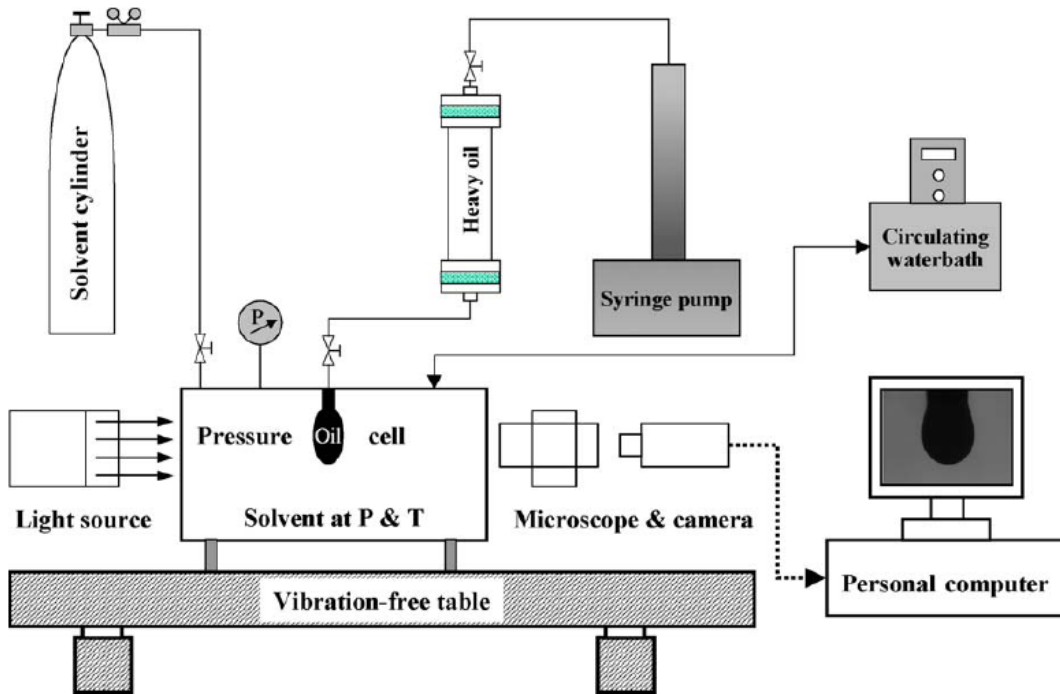 Solvent cylinder
Heavy oil
Syringe pump
Circulating
waterbath
P
Pressure
Oil
cell
Solvent at P & T
Light source
Microscope & camera
Personal computer
Vibration-free table